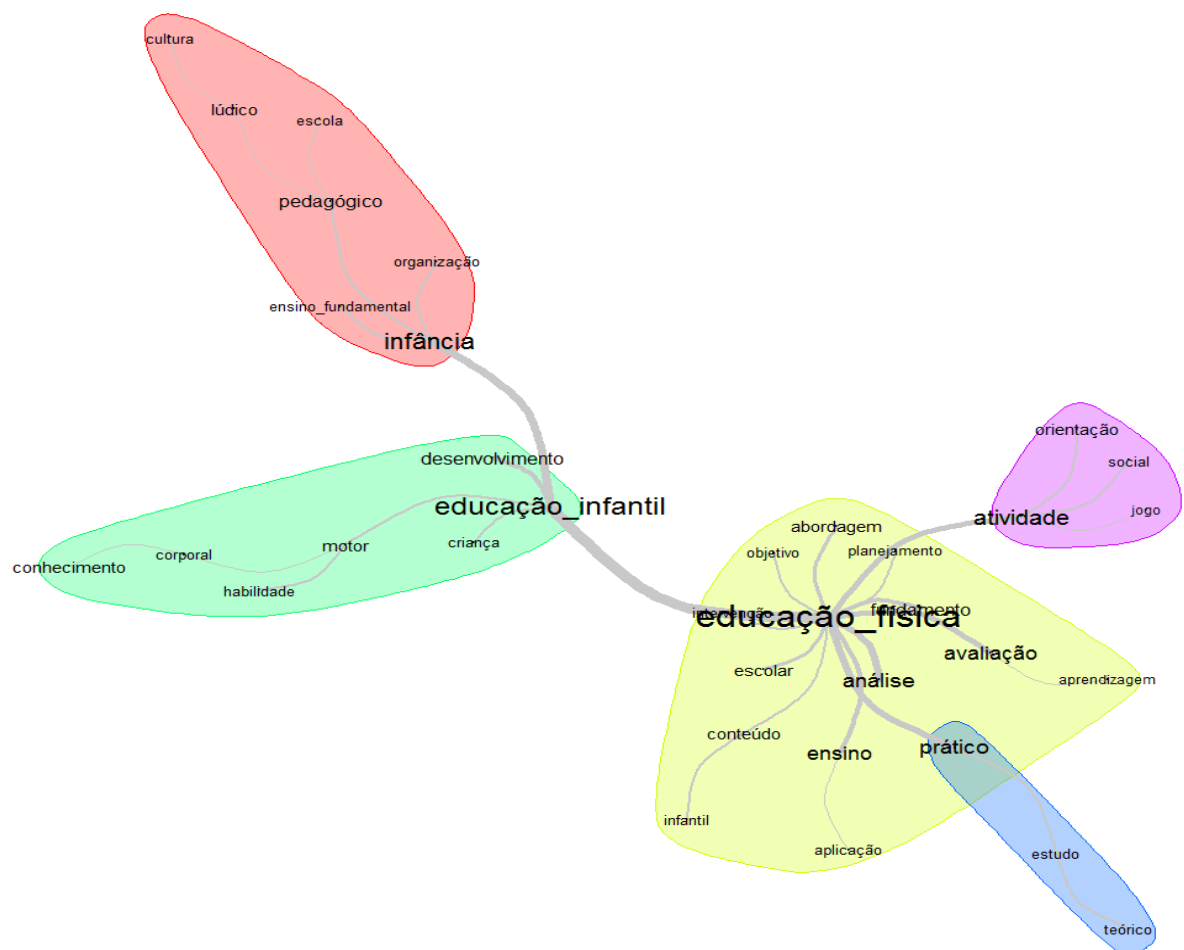 cultura
lúdico
escola
pedagógico
organização
ensino_fundamental
infância
orientação
desenvolvimento
social
educação_infantil
jogo
atividade
abordagem
criança
motor
objetivo
planejamento
corporal
conhecimento
habilidade
intervenção
fundamento
educação_física
avaliação
escolar
análise
aprendizagem
conteúdo
prático
ensino
infantil
aplicação
estudo
teórico